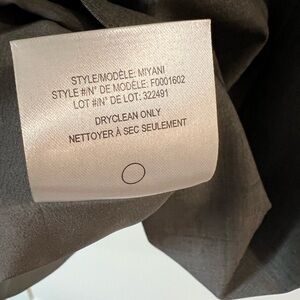 STYLE/MODÈLE: MIYANI
STYLE #/N° DE MODÈLE: F0001602
LOT #/N° DE LOT: 322491
DRYCLEAN ONLY
NETTOYER À SEC SEULEMENT